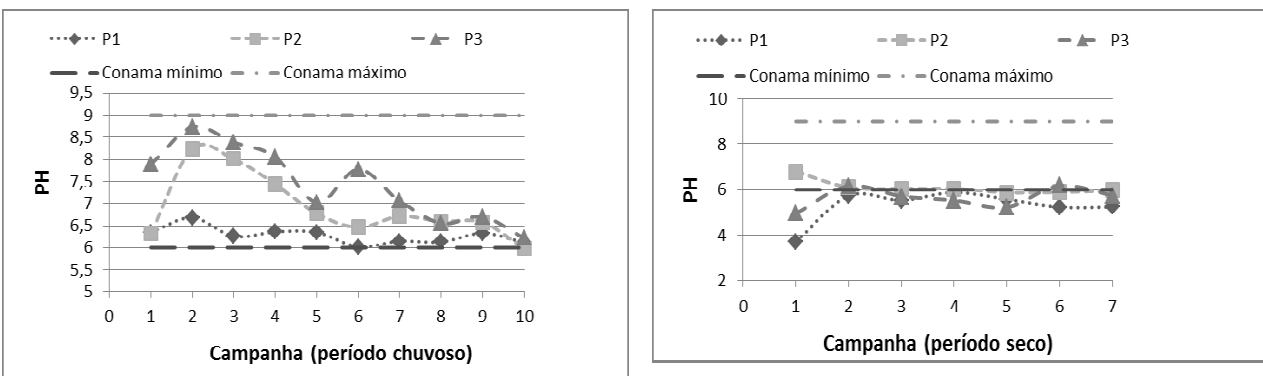 P1 P2 P3
Conama mínimo Conama máximo
9,5
9
8,5
8
7,5
7
6,5
6
5,5
5
PH
0 1 2 3 4 5 6 7 8 9 10
Campanha (período chuvoso)
P1 P2 P3
Conama mínimo Conama máximo
10
8
6
4
2
PH
0 1 2 3 4 5 6 7
Campanha (período seco)